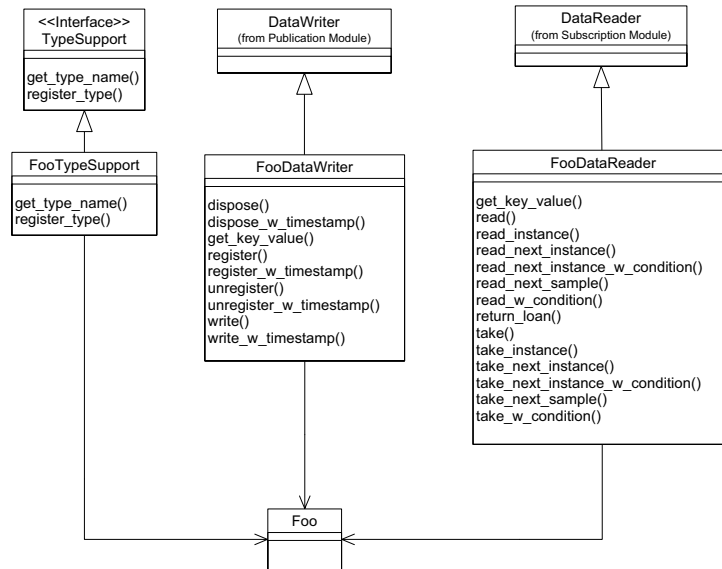 <<Interface>>
TypeSupport
get_type_name()
register_type()
DataWriter
(from Publication Module)
DataReader
(from Subscription Module)
FooTypeSupport
get_type_name()
register_type()
FooDataWriter
dispose()
dispose_w_timestamp()
get_key_value()
register()
register_w_timestamp()
unregister()
unregister_w_timestamp()
write()
write_w_timestamp()
FooDataReader
get_key_value()
read()
read_instance()
read_next_instance()
read_next_instance_w_condition()
read_next_sample()
read_w_condition()
return_loan()
take()
take_instance()
take_next_instance()
take_next_instance_w_condition()
take_next_sample()
take_w_condition()
Foo